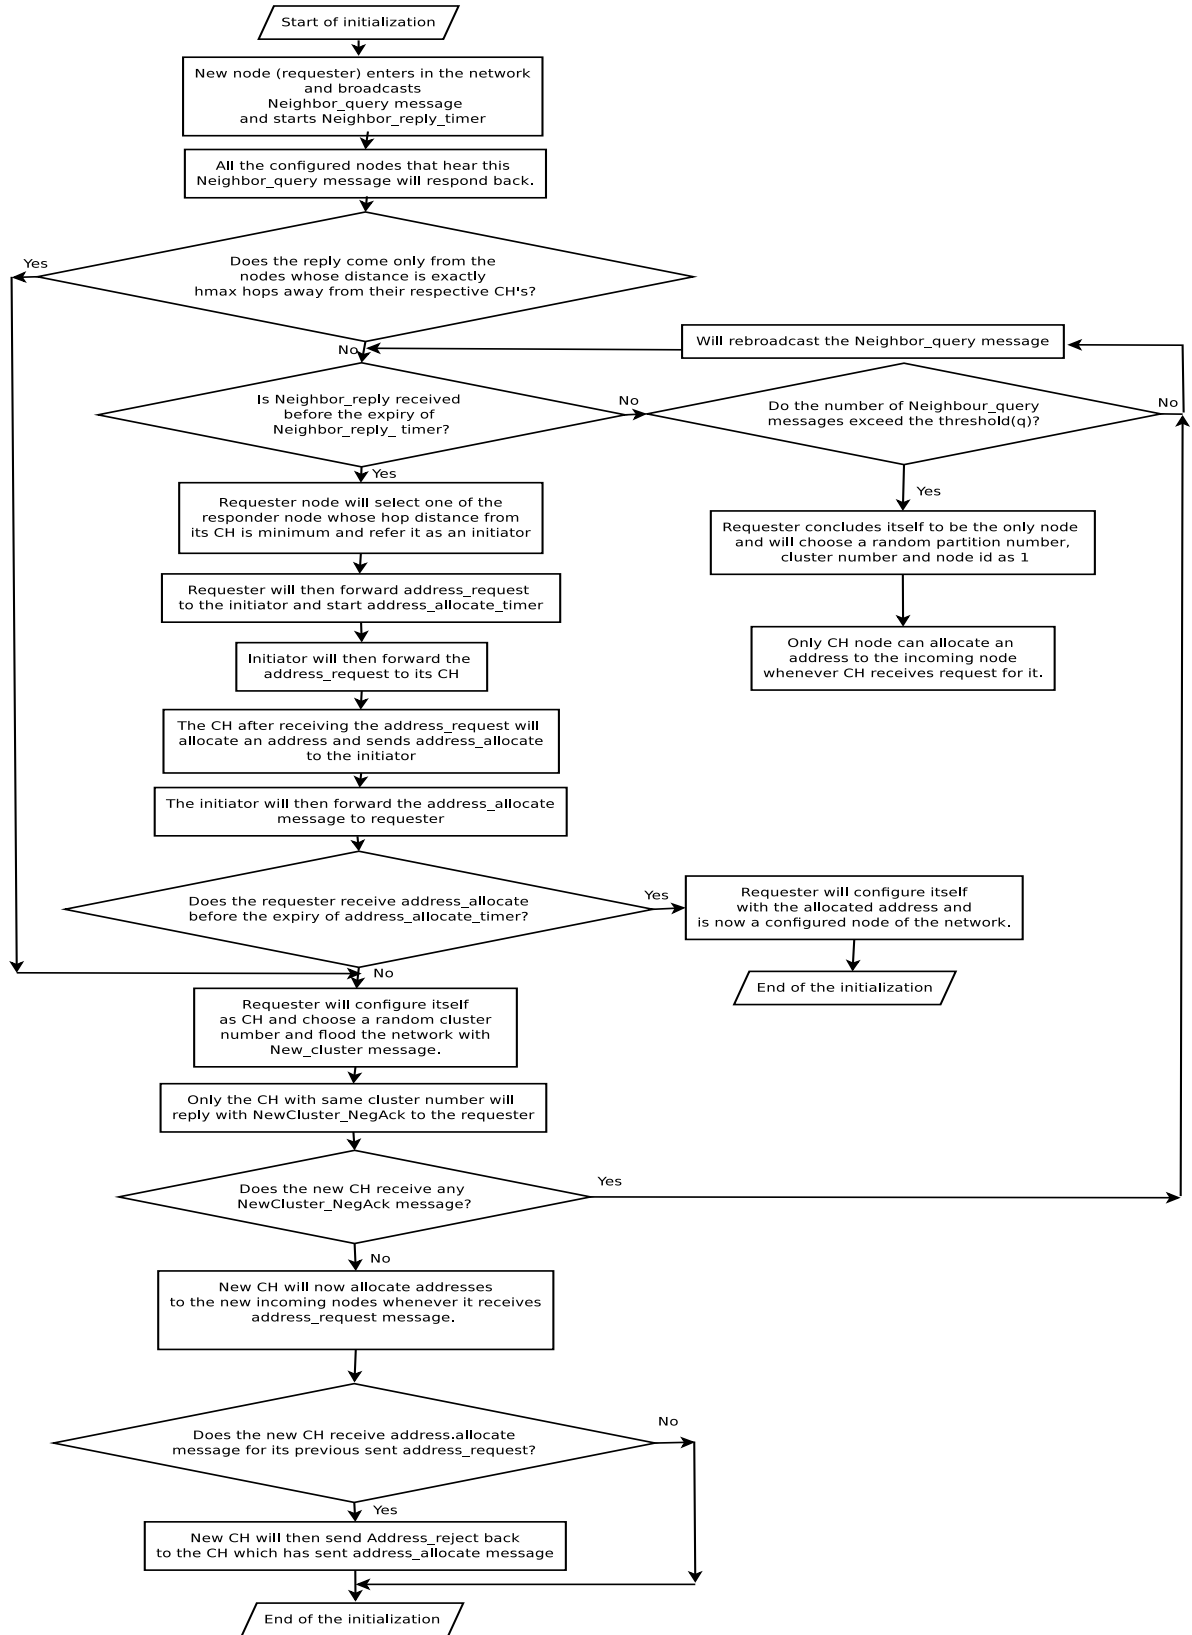 Start of initialization
New node (requester) enters in the network
and broadcasts
Neighbor_query message
and starts Neighbor_reply_timer
All the configured nodes that hear this
Neighbor_query message will respond back.
Yes
Does the reply come only from the
nodes whose distance is exactly
hmax hops away from their respective CH's?
No
Will rebroadcast the Neighbor_query message
Is Neighbor_reply received
before the expiry of
Neighbor_reply_ timer?
No
Do the number of Neighbour_query
messages exceed the threshold(q)?
No
Yes
Yes
Requester node will select one of the
responder node whose hop distance from
its CH is minimum and refer it as an initiator
Requester concludes itself to be the only node
and will choose a random partition number,
cluster number and node id as 1
Requester will then forward address_request
to the initiator and start address_allocate_timer
Only CH node can allocate an
address to the incoming node
whenever CH receives request for it.
Initiator will then forward the
address_request to its CH
The CH after receiving the address_request will
allocate an address and sends address_allocate
to the initiator
The initiator will then forward the address_allocate
message to requester
Does the requester receive address_allocate
before the expiry of address_allocate_timer?
Yes
Requester will configure itself
with the allocated address and
is now a configured node of the network.
No
End of the initialization
Requester will configure itself
as CH and choose a random cluster
number and flood the network with
New_cluster message.
Only the CH with same cluster number will
reply with NewCluster_NegAck to the requester
Does the new CH receive any
NewCluster_NegAck message?
Yes
No
New CH will now allocate addresses
to the new incoming nodes whenever it receives
address_request message.
Does the new CH receive address.allocate
message for its previous sent address_request?
No
Yes
New CH will then send Address_reject back
to the CH which has sent address_allocate message
End of the initialization